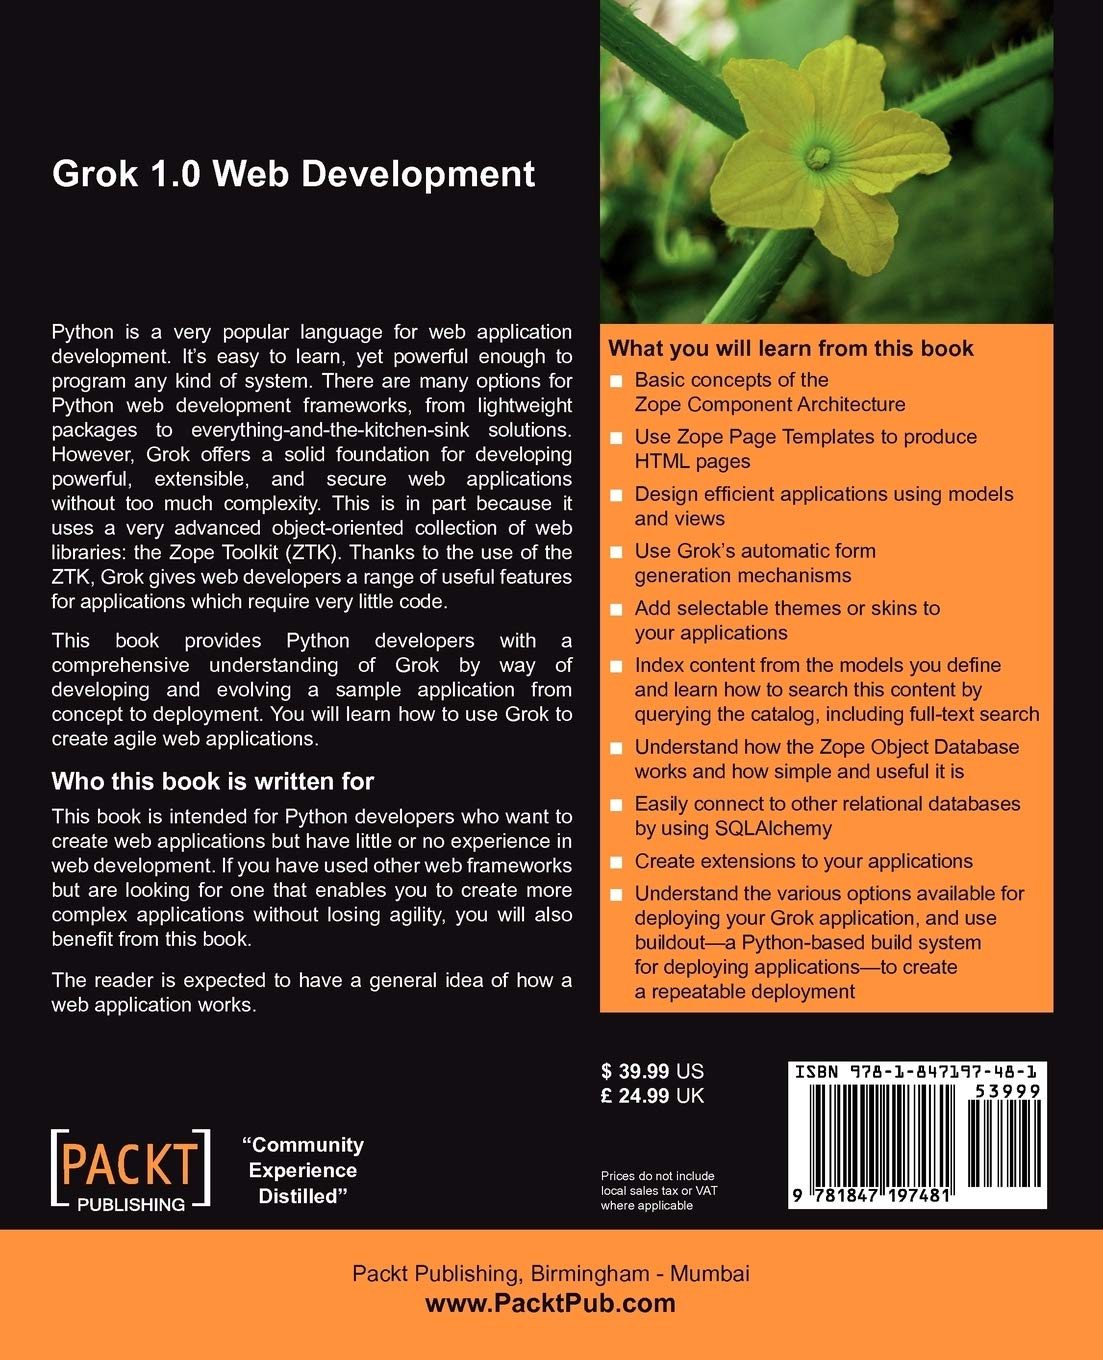 Grok 1.0 Web Development
Python is a very popular language for web application
development. It's easy to learn, yet powerful enough to
program any kind of system. There are many options for
Python web development frameworks, from lightweight
packages to everything-and-the-kitchen-sink solutions.
However, Grok offers a solid foundation for developing
powerful, extensible, and secure web applications
without too much complexity. This is in part because it
uses a very advanced object-oriented collection of web
libraries: the Zope Toolkit (ZTK). Thanks to the use of the
ZTK, Grok gives web developers a range of useful features
for applications which require very little code.
This book provides Python developers with a
comprehensive understanding of Grok by way of
developing and evolving a sample application from
concept to deployment. You will learn how to use Grok to
create agile web applications.
Who this book is written for
This book is intended for Python developers who want to
create web applications but have little or no experience in
web development. If you have used other web frameworks
but are looking for one that enables you to create more
complex applications without losing agility, you will also
benefit from this book.
The reader is expected to have a general idea of how a
web application works.
What you will learn from this book
Basic concepts of the
Zope Component Architecture
Use Zope Page Templates to produce
HTML pages
Design efficient applications using models
and views
Use Grok's automatic form
generation mechanisms
Add selectable themes or skins to
your applications
Index content from the models you define
and learn how to search this content by
querying the catalog, including full-text search
Understand how the Zope Object Database
works and how simple and useful it is
Easily connect to other relational databases
by using SQLAlchemy
Create extensions to your applications
Understand the various options available for
deploying your Grok application, and use
buildout—a Python-based build system
for deploying applications—to create
a repeatable deployment
$ 39.99 US
£ 24.99 UK
Prices do not include
local sales tax or VAT
where applicable
ISBN 978-1-847197-48-1
53999
9 781847 197481
PACKT
PUBLISHING
“Community
Experience
Distilled”
Packt Publishing, Birmingham - Mumbai
www.PacktPub.com